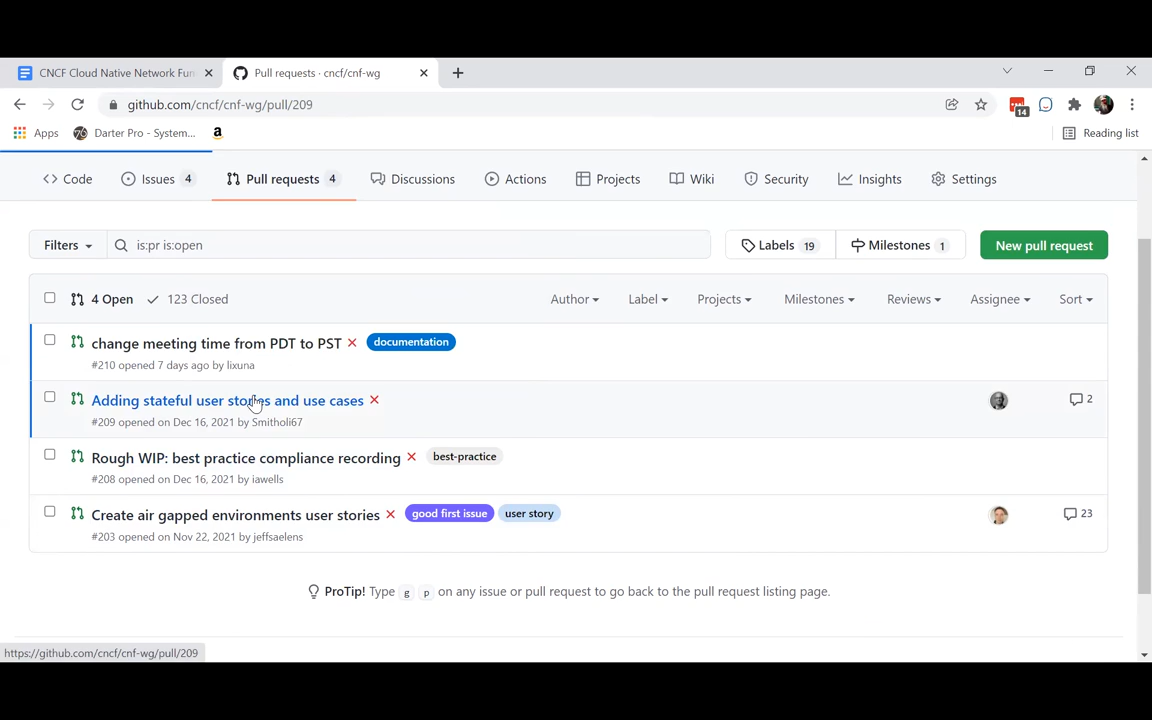 CNCF Cloud Native Network Fun
Pull requests · cncf/cnf-wg
github.com/cncf/cnf-wg/pull/209
14
Apps
Darter Pro - System...
Reading list
Code
Issues 4
Pull requests 4
Discussions
Actions
Projects
Wiki
Security
Insights
Settings
Filters
is:pr is:open
Labels 19
Milestones 1
New pull request
4 Open
123 Closed
Author
Label
Projects
Milestones
Reviews
Assignee
Sort
change meeting time from PDT to PST
documentation
#210 opened 7 days ago by lixuna
Adding stateful user stories and use cases
2
#209 opened on Dec 16, 2021 by Smitholi67
Rough WIP: best practice compliance recording
best-practice
#208 opened on Dec 16, 2021 by iawells
Create air gapped environments user stories
good first issue
user story
23
#203 opened on Nov 22, 2021 by jeffsaelens
ProTip! Type g p on any issue or pull request to go back to the pull request listing page.
https://github.com/cncf/cnf-wg/pull/209